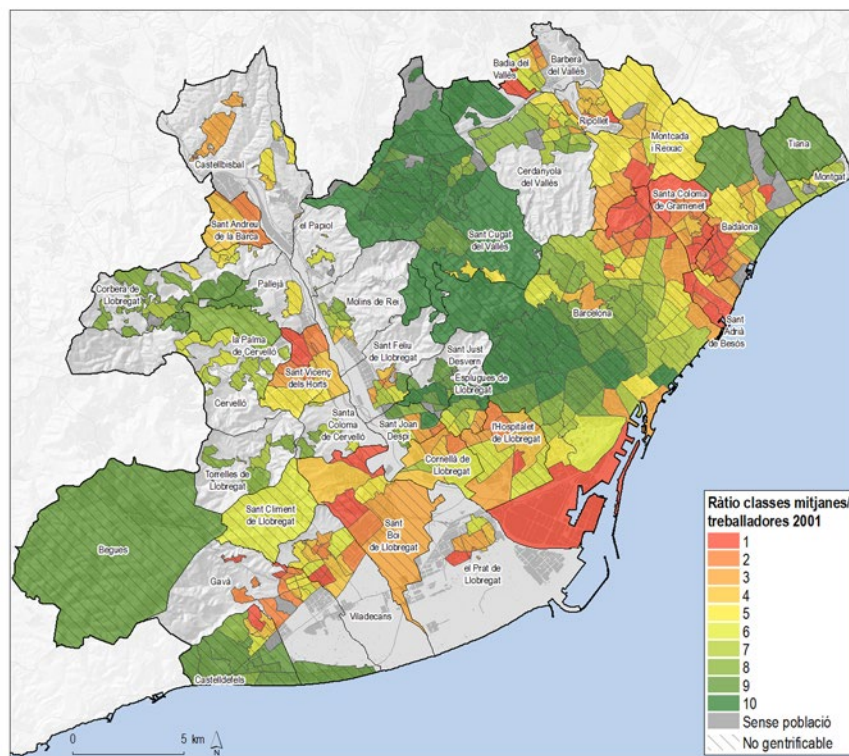 Badia del
Vallès
Barberà
del Vallès
Ripollet
Montcada
i Reixac
Tiana
Montgat
Castellbisbal
Cerdanyola
del Vallès
Santa Coloma
de Gramenet
Badalona
Sant Andreu
de la Barca
el Papiol
Sant Cugat
del Vallès
Corbera de
Llobregat
Pallejà
Molins de Rei
Barcelona
Sant Adrià
de Besòs
la Palma
de Cervelló
Sant Feliu
de Llobregat
Sant Just
Desvern
Sant Vicenç
dels Horts
Esplugues de
Llobregat
Cervelló
Santa
Coloma
de Cervelló
Sant Joan
Despí
l'Hospitalet
de Llobregat
Torrelles de
Llobregat
Cornellà de
Llobregat
Sant Climent
de Llobregat
Sant
Boi
de Llobregat
Begues
Gavà
el Prat de
Llobregat
Viladecans
Castelldefels
Ràtio classes mitjanes/
treballadores 2001
1
2
3
4
5
6
7
8
9
10
Sense població
No gentrificable
0 5 km
N